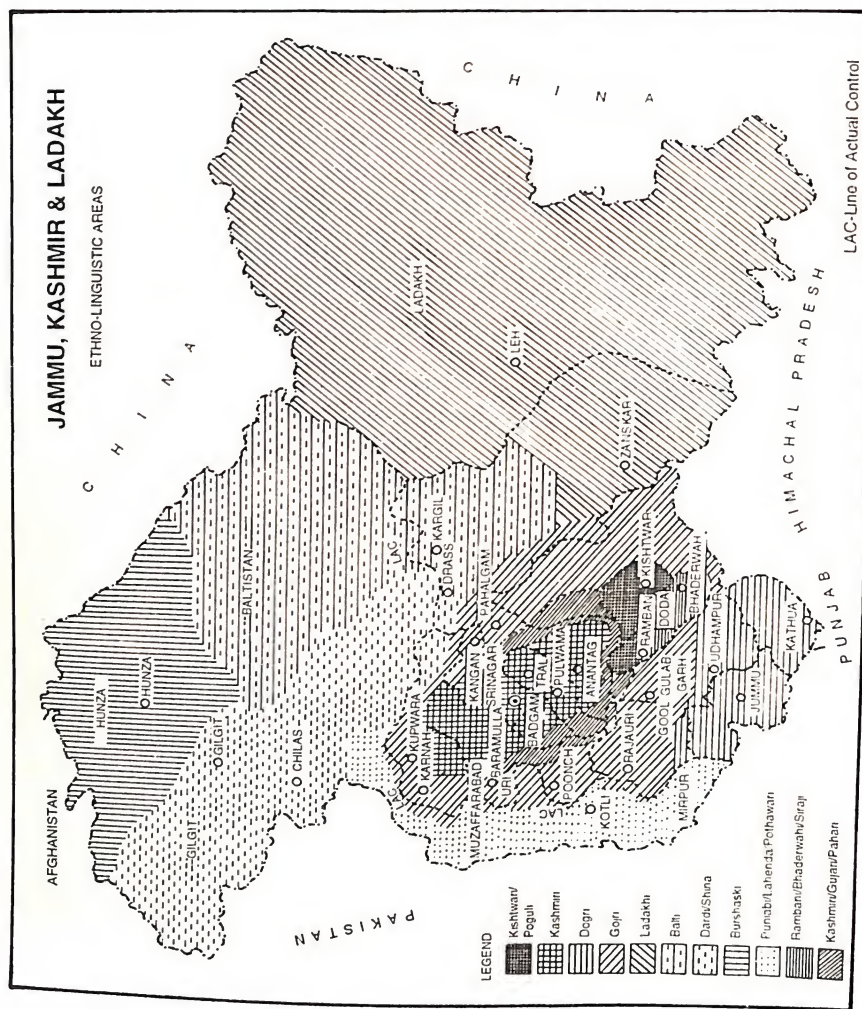 JAMMU, KASHMIR & LADAKH
ETHNO-LINGUISTIC AREAS
AFGHANISTAN
CHINA
CHINA
PAKISTAN
HIMACHAL PRADESH
PUNJAB
HUNZA
HUNZA
GILGIT
GILGIT
CHILAS
BALTISTAN
LADAKH
LEH
ZANSKAR
LAC
KARGIL
DRASS
PAHALGAM
KANGAN
SRINAGAR
LAC
KUPWARA
KARNAH
MUZAFFARABAD
BARAMULLA
URI
BADGAM
TRAL
PULWAMA
ANANTAG
LAC
POONCH
KOTLI
RAJAURI
MIRPUR
GOOL GULAB
GARH
RAMBAN
DODA
KISHTWAR
BHADERWAH
UDHAMPUR
JUMMU
KATHUA
LEGEND
Kishtwari/
Poguli
Kashmiri
Dogri
Gojri
Ladakhi
Balti
Dardi/Shina
Burshaski
Punjabi/Lahenda/Pothawari
Rambani/Bhaderwahi/Siraji
Kashmiri/Gujari/Pahari
LAC-Line of Actual Control